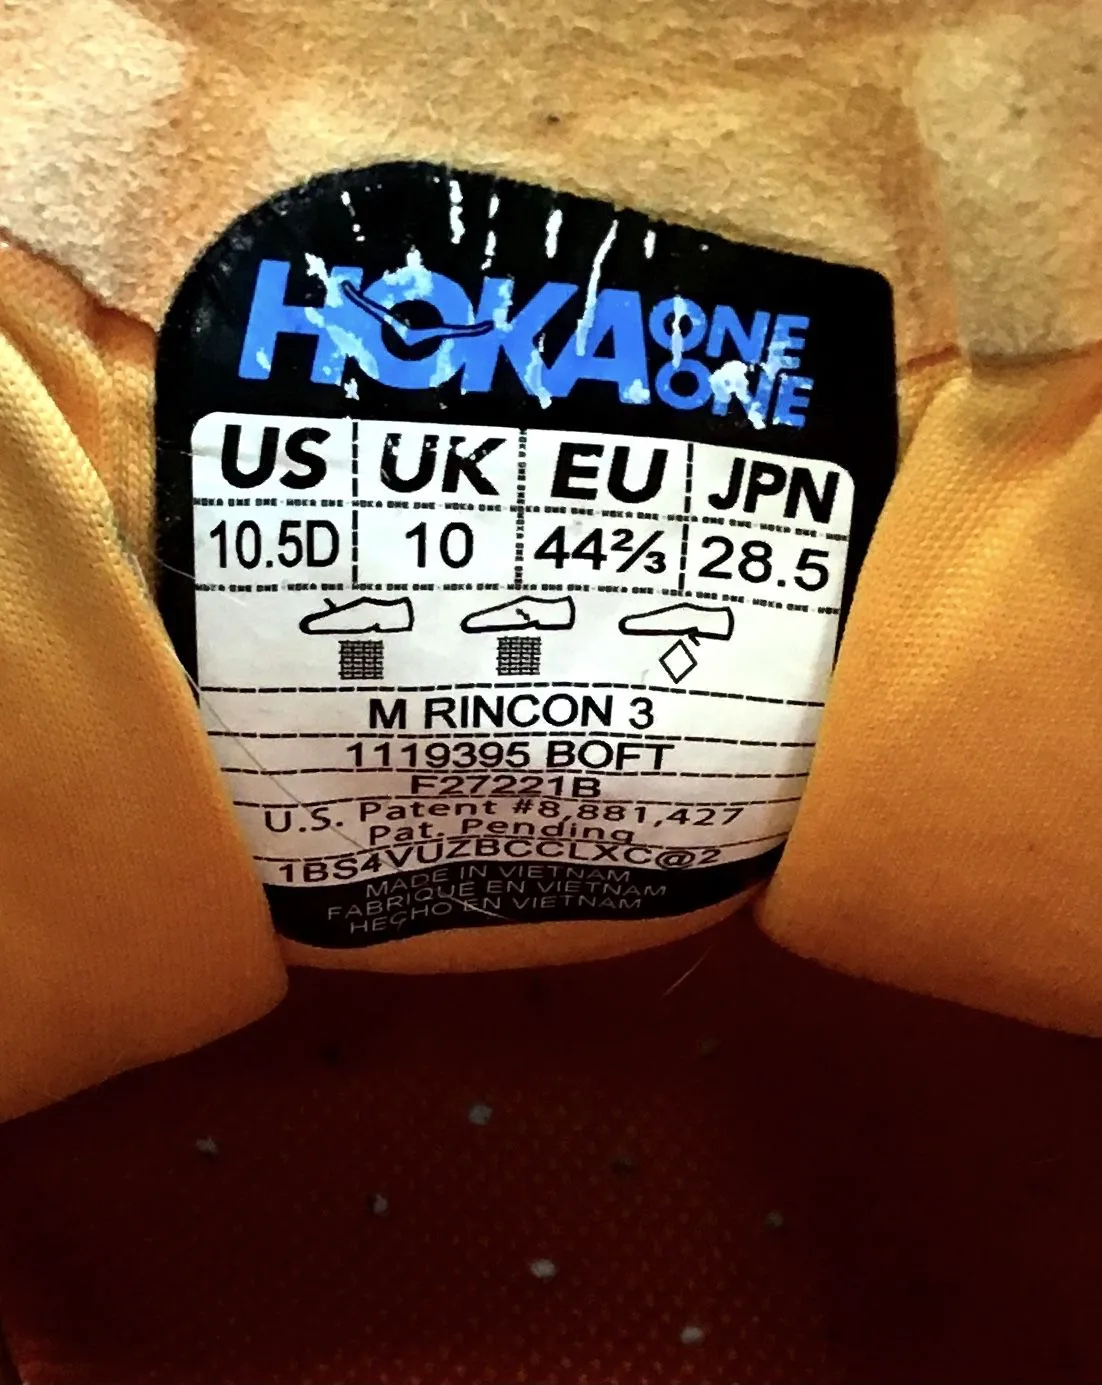 HOKA ONE ONE
US UK EU JPN
10.5D 10 44⅔ 28.5
M RINCON 3
1119395 BOFT
F27221B
U.S. Patent #8,881,427
Pat. Pending
1BS4VUZBCCLXC@2
MADE IN VIETNAM
FABRIQUE EN VIETNAM
HECHO EN VIETNAM